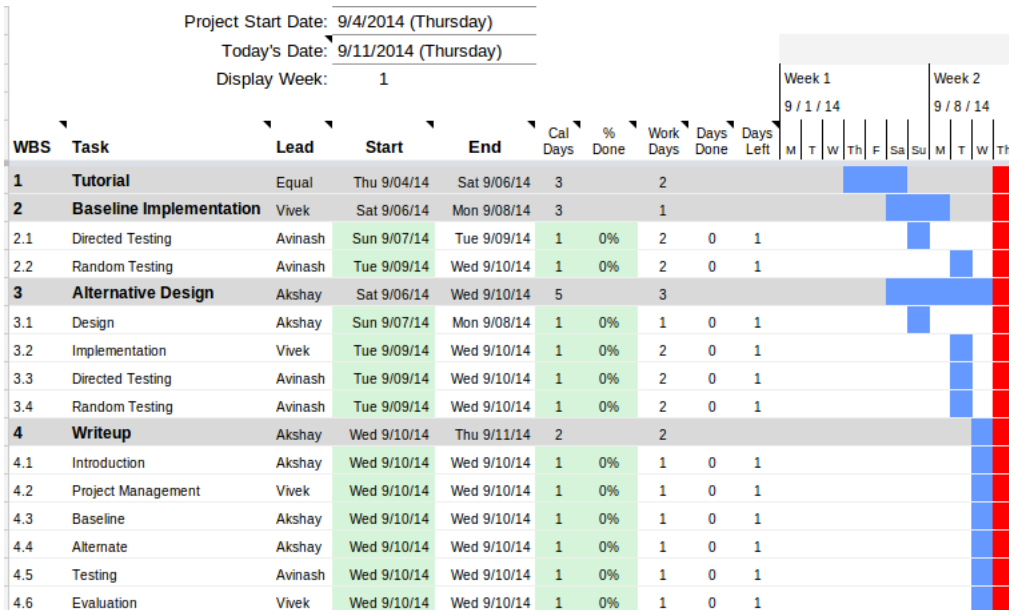 Project Start Date: 9/4/2014 (Thursday)
Today's Date: 9/11/2014 (Thursday)
Display Week: 1
Week 1 Week 2
9 / 1 / 14 9 / 8 / 14
WBS Task Lead Start End Cal Days % Done Work Days Days Done Days Left M T W Th F Sa Su M T W Th
1 Tutorial Equal Thu 9/04/14 Sat 9/06/14 3 2
2 Baseline Implementation Vivek Sat 9/06/14 Mon 9/08/14 3 1
2.1 Directed Testing Avinash Sun 9/07/14 Tue 9/09/14 1 0% 2 0 1
2.2 Random Testing Avinash Tue 9/09/14 Wed 9/10/14 1 0% 2 0 1
3 Alternative Design Akshay Sat 9/06/14 Wed 9/10/14 5 3
3.1 Design Akshay Sun 9/07/14 Mon 9/08/14 1 0% 1 0 1
3.2 Implementation Vivek Tue 9/09/14 Wed 9/10/14 1 0% 2 0 1
3.3 Directed Testing Avinash Tue 9/09/14 Wed 9/10/14 1 0% 2 0 1
3.4 Random Testing Avinash Tue 9/09/14 Wed 9/10/14 1 0% 2 0 1
4 Writeup Akshay Wed 9/10/14 Thu 9/11/14 2 2
4.1 Introduction Akshay Wed 9/10/14 Wed 9/10/14 1 0% 1 0 1
4.2 Project Management Vivek Wed 9/10/14 Wed 9/10/14 1 0% 1 0 1
4.3 Baseline Akshay Wed 9/10/14 Wed 9/10/14 1 0% 1 0 1
4.4 Alternate Akshay Wed 9/10/14 Wed 9/10/14 1 0% 1 0 1
4.5 Testing Avinash Wed 9/10/14 Wed 9/10/14 1 0% 1 0 1
4.6 Evaluation Vivek Wed 9/10/14 Wed 9/10/14 1 0% 1 0 1